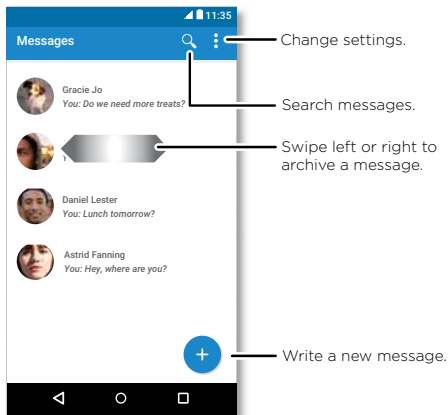 11:35
Messages
Change settings.
Gracie Jo
You: Do we need more treats?
Search messages.
Swipe left or right to
archive a message.
Daniel Lester
You: Lunch tomorrow?
Astrid Fanning
You: Hey, where are you?
Write a new message.